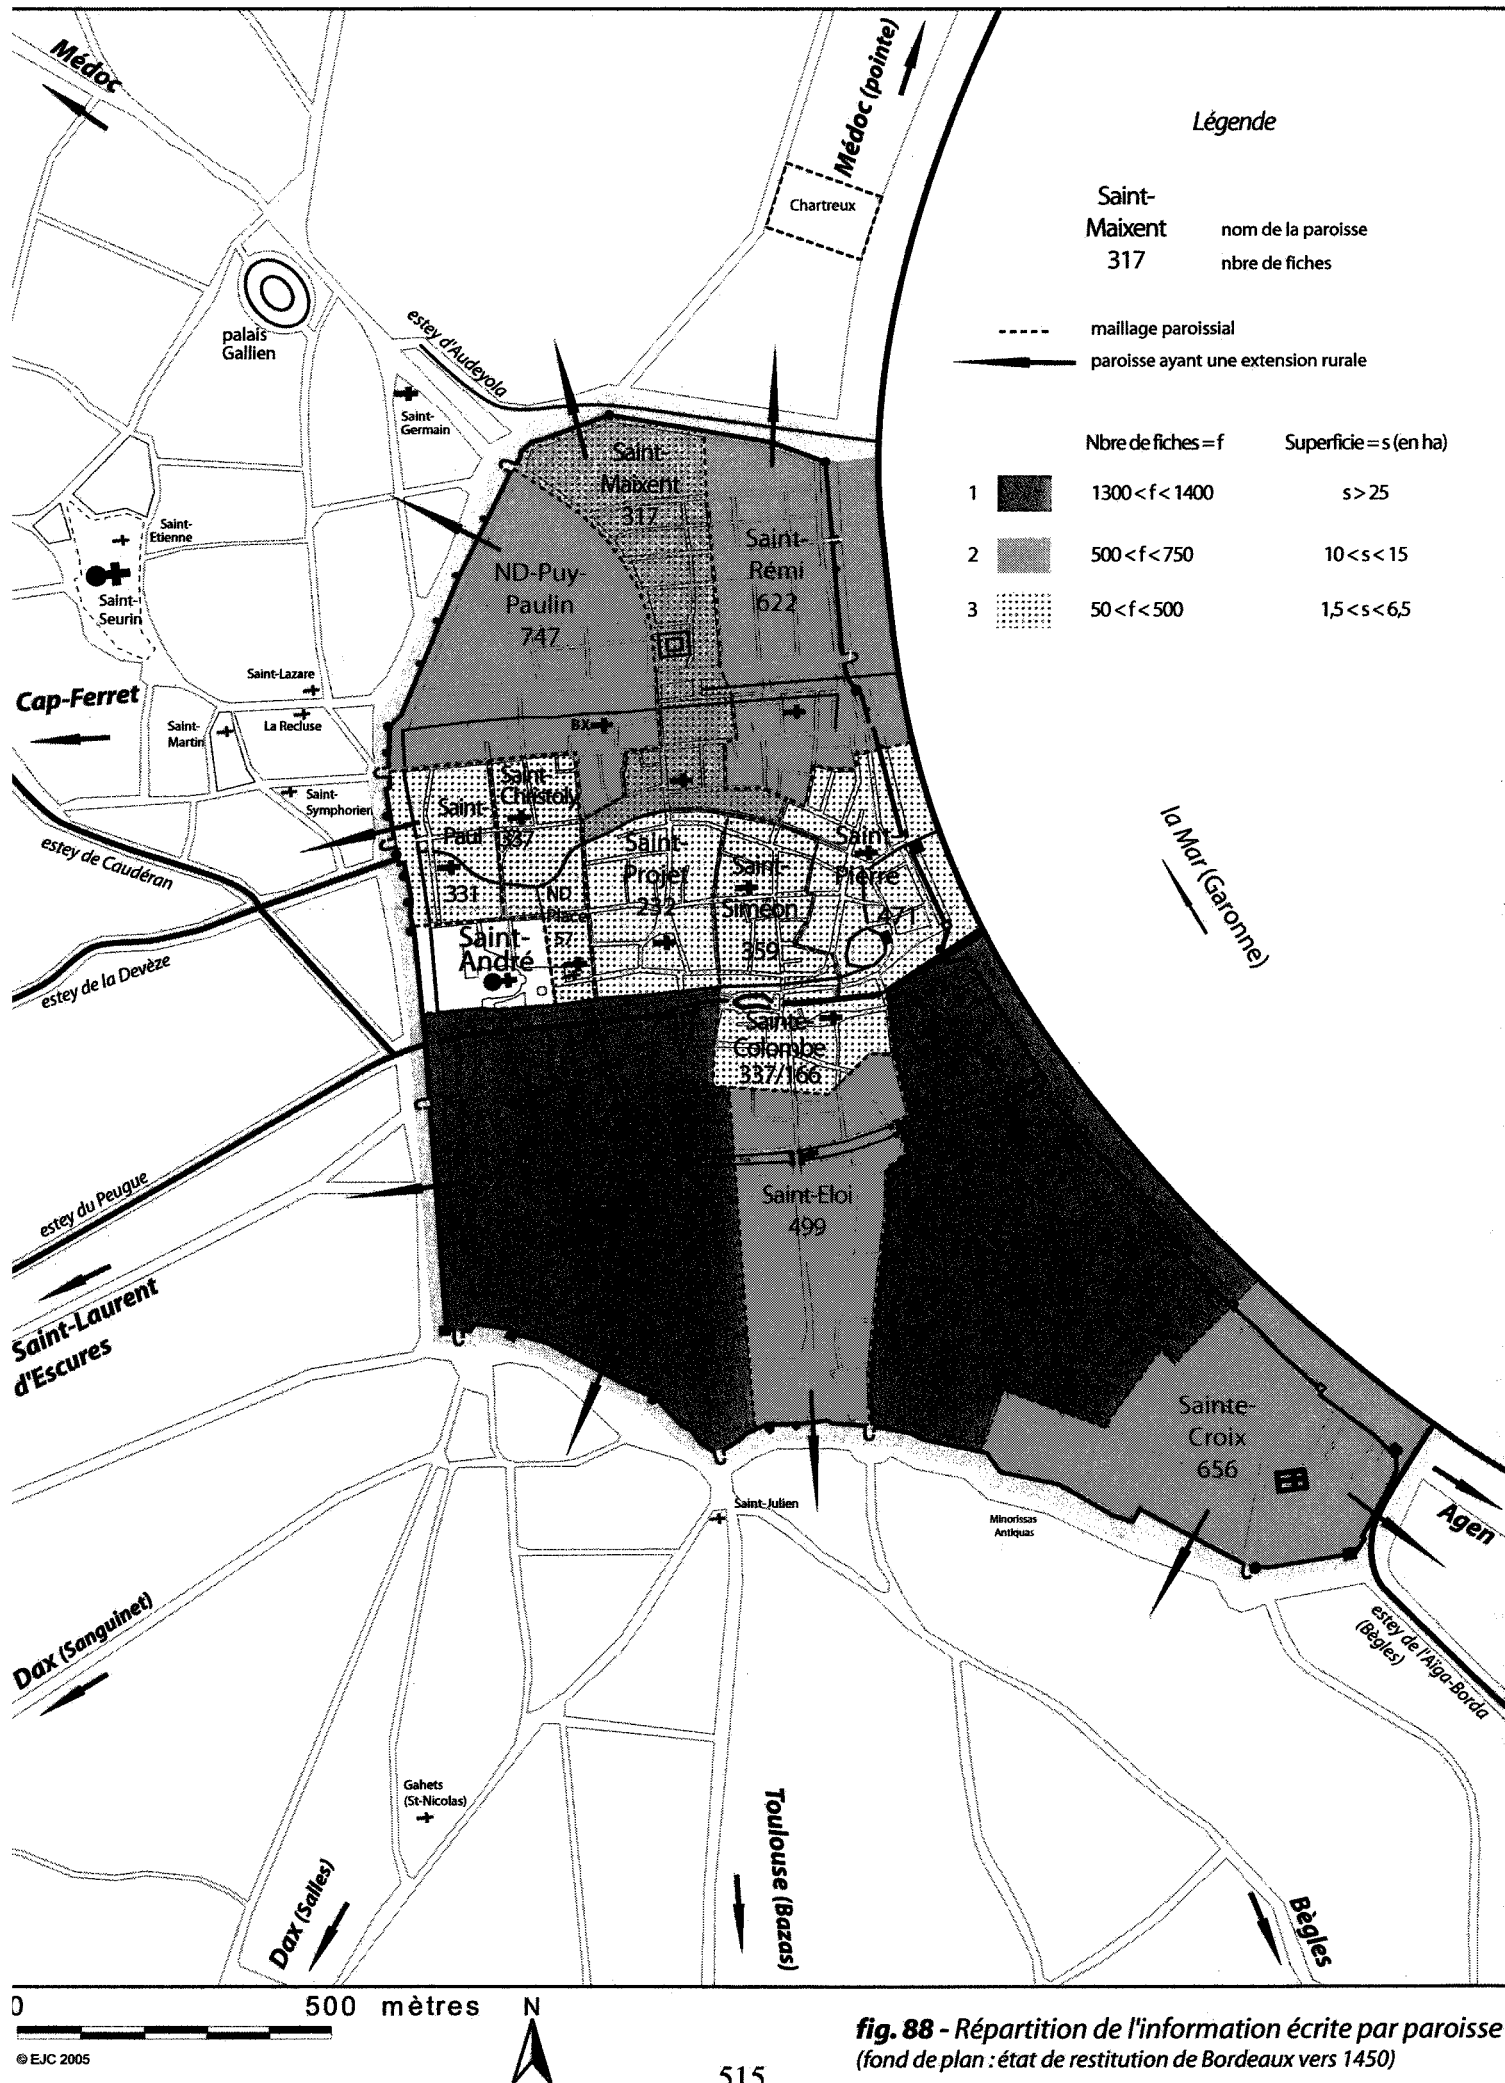 Médoc
Médoc (pointe)
Légende
Saint-
Maixent
317
nom de la paroisse
nbre de fiches
Chartreux
maillage paroissial
paroisse ayant une extension rurale
Nbre de fiches = f
Superficie = s (en ha)
1
1300 < f < 1400
s > 25
2
500 < f < 750
10 < s < 15
3
50 < f < 500
1,5 < s < 6,5
palais
Gallien
estey d'Audeyola
Saint-
Germain
Saint-
Maixent
317
Saint-
Rémi
622
ND-Puy-
Paulin
747
Saint-
Etienne
Saint-
Seurin
Cap-Ferret
Saint-Lazare
La Recluse
Saint-
Martin
Saint-
Symphorien
BX
Saint-
Christoly
337
Saint-
Paul
331
Saint-
Projet
232
Saint-
Siméon
359
Saint-
Pierre
471
ND
Place
57
Saint-
André
estey de Caudéran
estey de la Devèze
la Mar (Garonne)
Sainte-
Colombe
337/166
estey du Peugue
Saint-Eloi
499
Saint-Laurent
d'Escures
Sainte-
Croix
656
Saint-Julien
Minorissas
Antiquas
Agen
estey de l'Aïga-Borda
(Bègles)
Dax (Sanguinet)
Gahets
(St-Nicolas)
Dax (Salles)
Toulouse (Bazas)
Bègles
0 500 mètres N
© EJC 2005
fig. 88 - Répartition de l'information écrite par paroisse
(fond de plan : état de restitution de Bordeaux vers 1450)
515